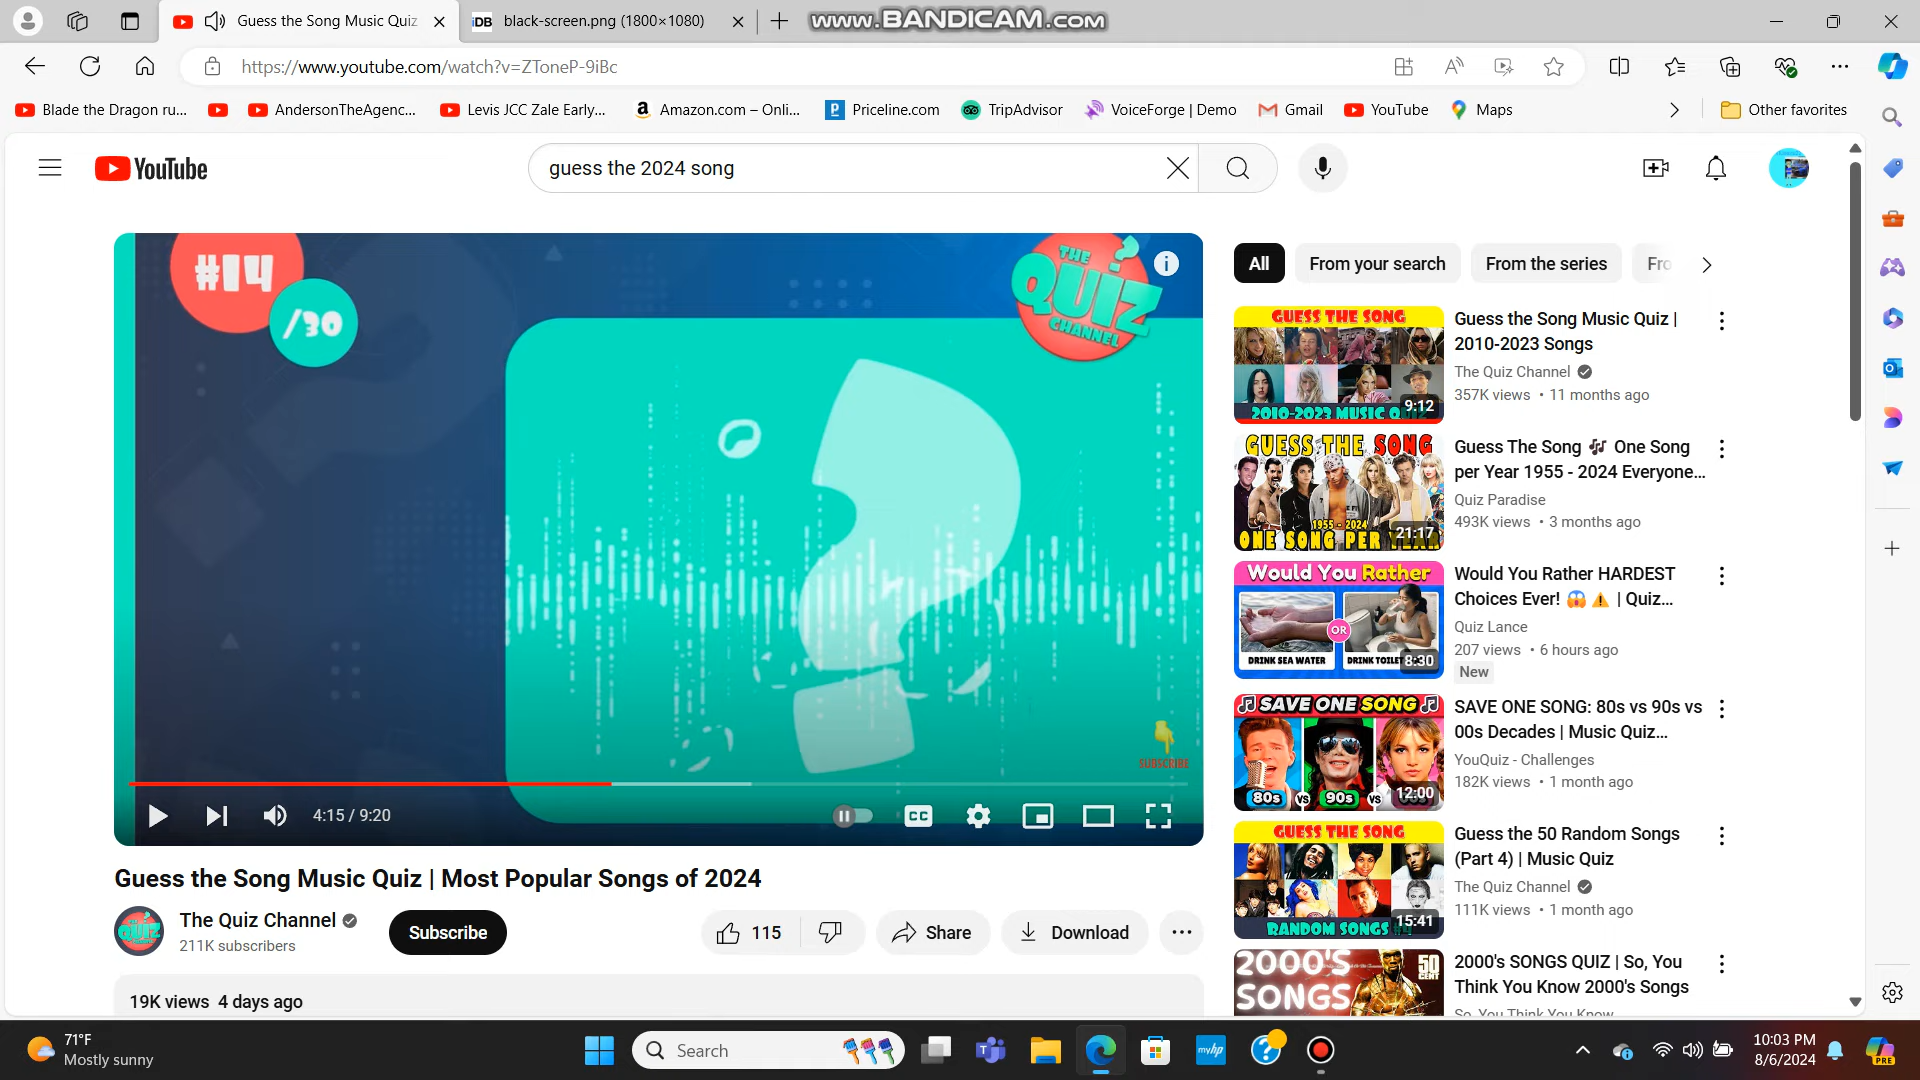 Guess the Song Music Quiz
black-screen.png (1800×1080)
www.BANDICAM.com
https://www.youtube.com/watch?v=ZToneP-9iBc
Blade the Dragon ru...
AndersonTheAgenc...
Levis JCC Zale Early...
Amazon.com – Onli...
Priceline.com
TripAdvisor
VoiceForge | Demo
Gmail
YouTube
Maps
Other favorites
YouTube
guess the 2024 song
#14
/30
THE
QUIZ
CHANNEL
SUBSCRIBE
4:15 / 9:20
CC
Guess the Song Music Quiz | Most Popular Songs of 2024
The Quiz Channel
211K subscribers
Subscribe
115
Share
Download
19K views 4 days ago
All
From your search
From the series
Fro
GUESS THE SONG
2010-2023 MUSIC Q
9:12
Guess the Song Music Quiz |
2010-2023 Songs
The Quiz Channel
357K views • 11 months ago
GUESS THE SONG
1955 - 2024
ONE SONG PER YEAR
21:17
Guess The Song 🎶 One Song
per Year 1955 - 2024 Everyone...
Quiz Paradise
493K views • 3 months ago
Would You Rather
OR
DRINK SEA WATER
DRINK TOILET
8:30
Would You Rather HARDEST
Choices Ever! 😱 ⚠️ | Quiz...
Quiz Lance
207 views • 6 hours ago
New
SAVE ONE SONG
80s VS 90s VS
12:00
SAVE ONE SONG: 80s vs 90s vs
00s Decades | Music Quiz...
YouQuiz - Challenges
182K views • 1 month ago
GUESS THE SONG
RANDOM SONGS
15:41
Guess the 50 Random Songs
(Part 4) | Music Quiz
The Quiz Channel
111K views • 1 month ago
2000'S
SONGS
50
CENT
2000's SONGS QUIZ | So, You
Think You Know 2000's Songs
So, You Think You Know
71°F
Mostly sunny
Search
10:03 PM
8/6/2024